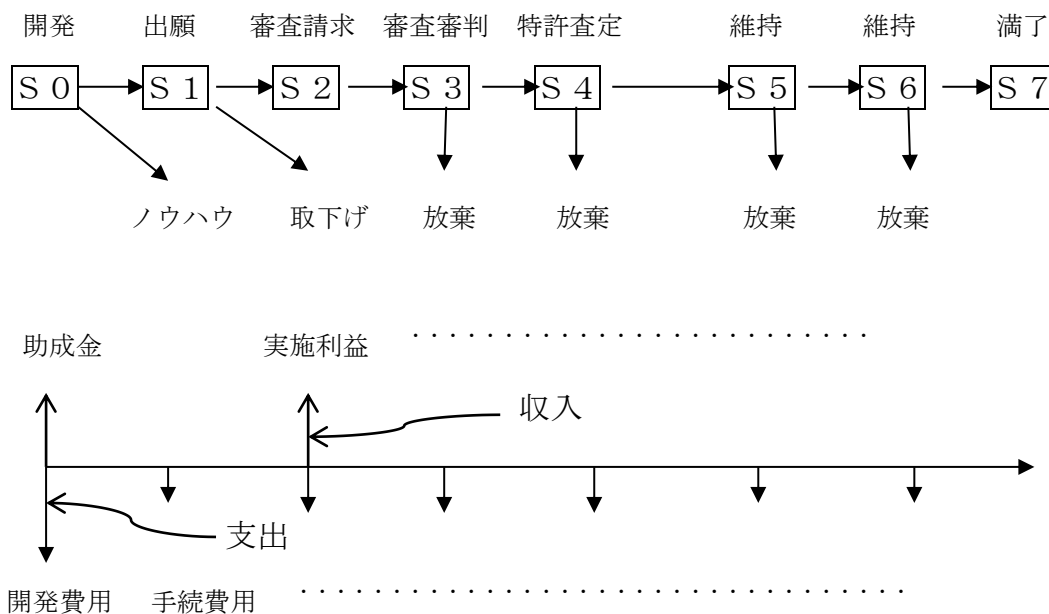 開発 出願 審査請求 審査審判 特許査定 維持 維持 満了
S0 S1 S2 S3 S4 S5 S6 S7
ノウハウ 取下げ 放棄 放棄 放棄 放棄
助成金 実施利益 ・・・・・・・・・・・・・・・・・・・・・・・・・
収入
支出
開発費用 手続費用 ・・・・・・・・・・・・・・・・・・・・・・・・・・・・・・・・・